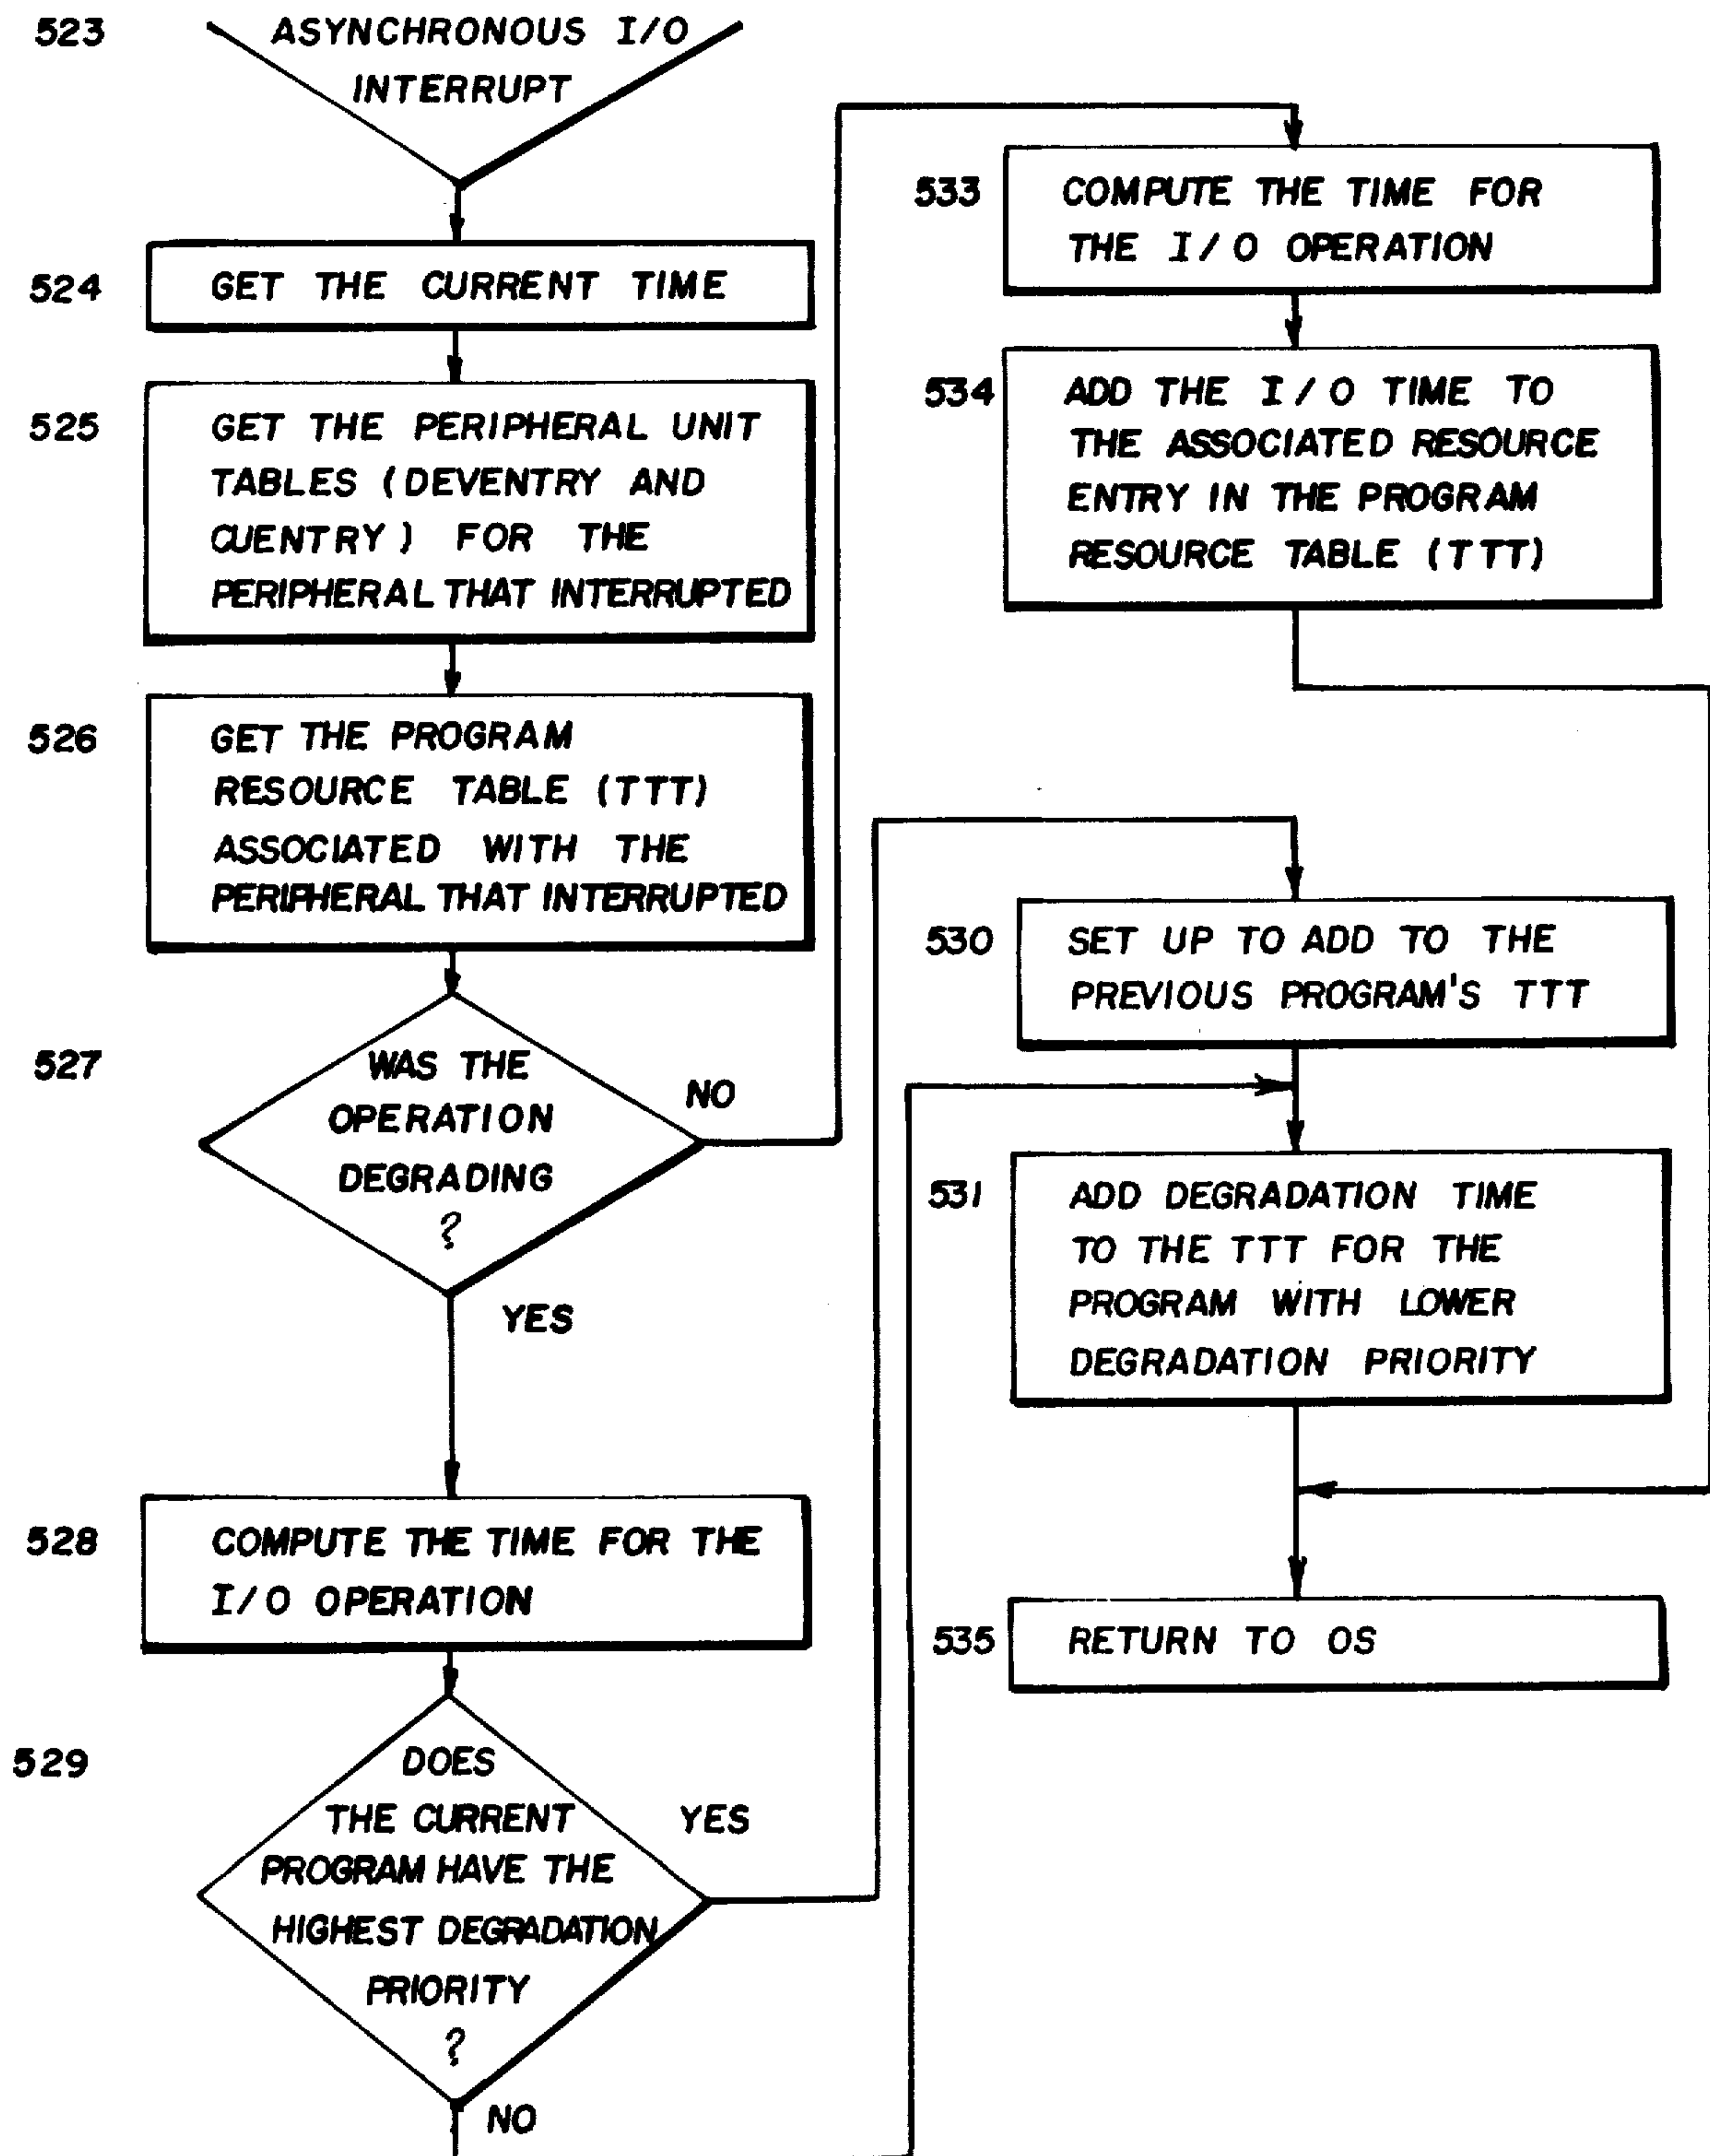 523
ASYNCHRONOUS I/O
INTERRUPT
524
GET THE CURRENT TIME
525
GET THE PERIPHERAL UNIT
TABLES (DEVENTRY AND
CUENTRY) FOR THE
PERIPHERAL THAT INTERRUPTED
526
GET THE PROGRAM
RESOURCE TABLE (TTT)
ASSOCIATED WITH THE
PERIPHERAL THAT INTERRUPTED
527
WAS THE
OPERATION
DEGRADING
?
NO
YES
528
COMPUTE THE TIME FOR THE
I/O OPERATION
529
DOES
THE CURRENT
PROGRAM HAVE THE
HIGHEST DEGRADATION
PRIORITY
?
YES
NO
533
COMPUTE THE TIME FOR
THE I/O OPERATION
534
ADD THE I/O TIME TO
THE ASSOCIATED RESOURCE
ENTRY IN THE PROGRAM
RESOURCE TABLE (TTT)
530
SET UP TO ADD TO THE
PREVIOUS PROGRAM'S TTT
531
ADD DEGRADATION TIME
TO THE TTT FOR THE
PROGRAM WITH LOWER
DEGRADATION PRIORITY
535
RETURN TO OS